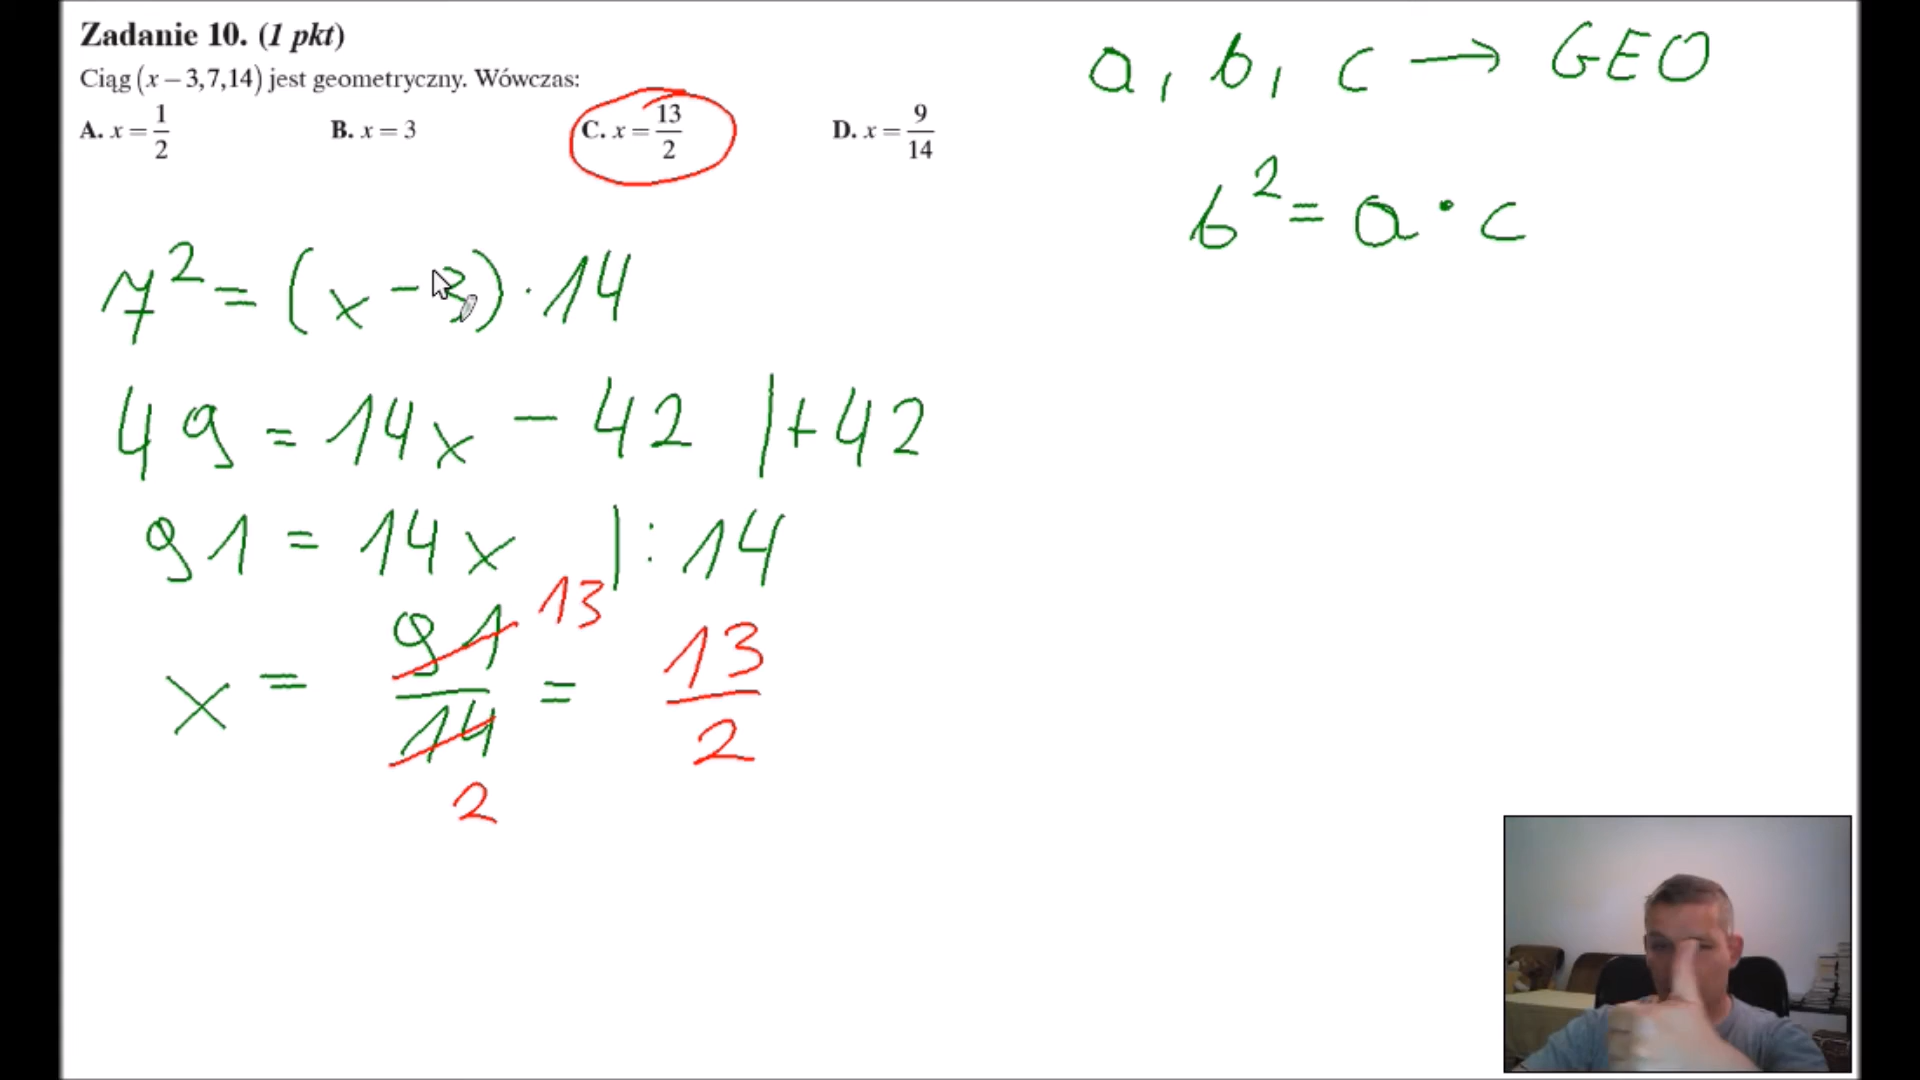 Zadanie 10. (1 pkt)
Ciąg (x – 3,7,14) jest geometryczny. Wówczas:
A. x = 1/2 B. x = 3 C. x = 13/2 D. x = 9/14
a, b, c → GEO
b² = a · c
7² = (x – 3) · 14
49 = 14x – 42 |+42
91 = 14x |: 14
x = 91/14 = 13/2
13
2